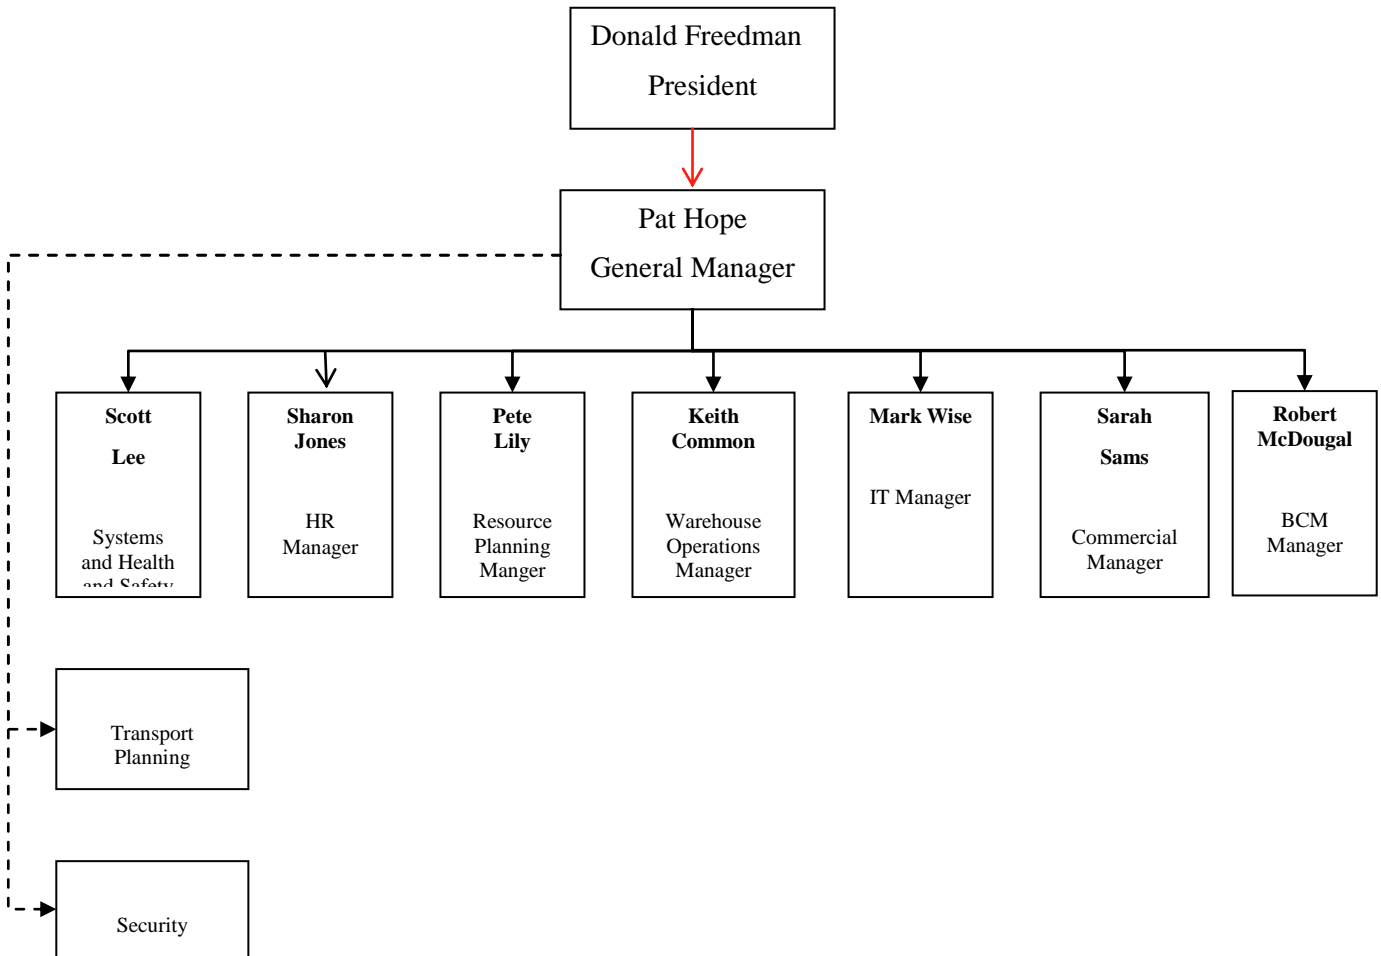 Donald Freedman
President
Pat Hope
General Manager
Scott
Lee
Systems
and Health
and Safety
Sharon
Jones
HR
Manager
Pete
Lily
Resource
Planning
Manger
Keith
Common
Warehouse
Operations
Manager
Mark Wise
IT Manager
Sarah
Sams
Commercial
Manager
Robert
McDougal
BCM
Manager
Transport
Planning
Security